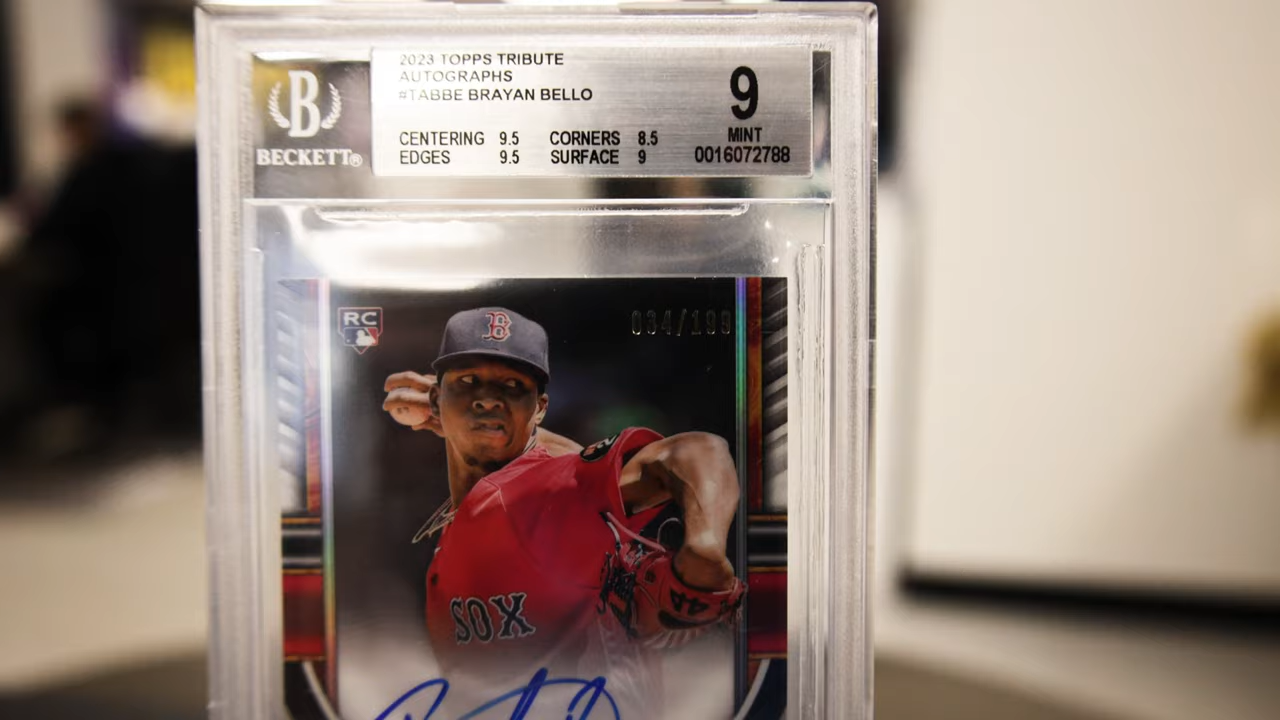 2023 TOPPS TRIBUTE
AUTOGRAPHS
#TABBE BRAYAN BELLO
9
MINT
0016072788
CENTERING 9.5 CORNERS 8.5
EDGES 9.5 SURFACE 9
B
BECKETT®
RC
034/199
B
SOX